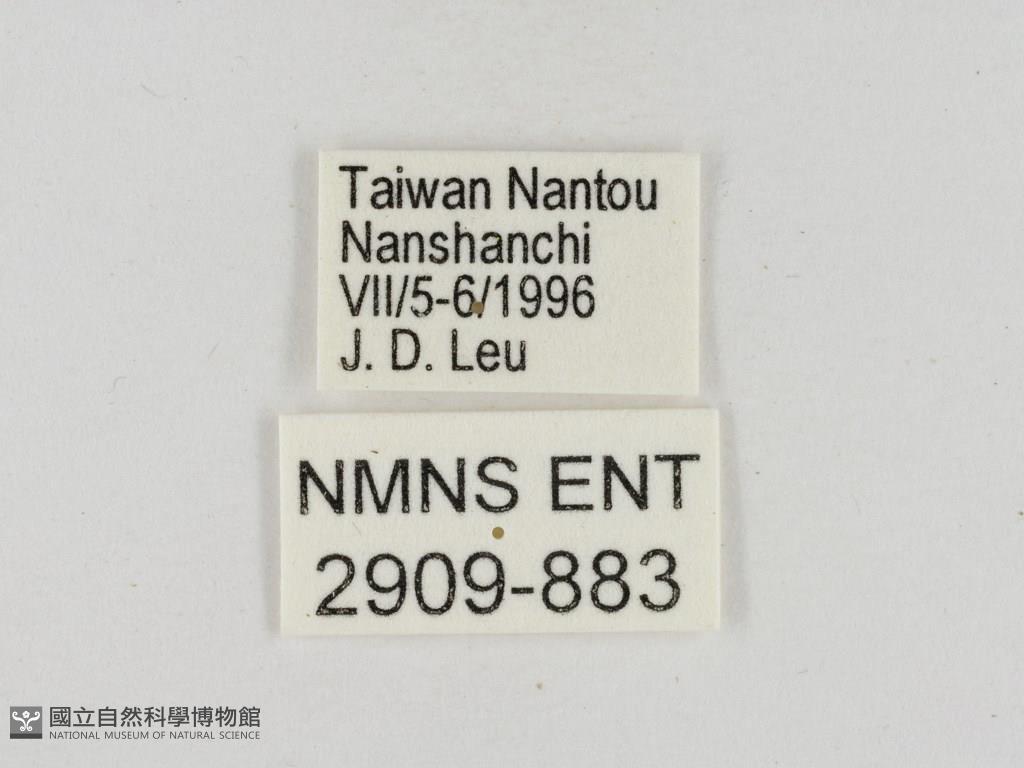 Taiwan Nantou
Nanshanchi
VII/5-6/1996
J. D. Leu
NMNS ENT
2909-883
國立自然科學博物館
NATIONAL MUSEUM OF NATURAL SCIENCE